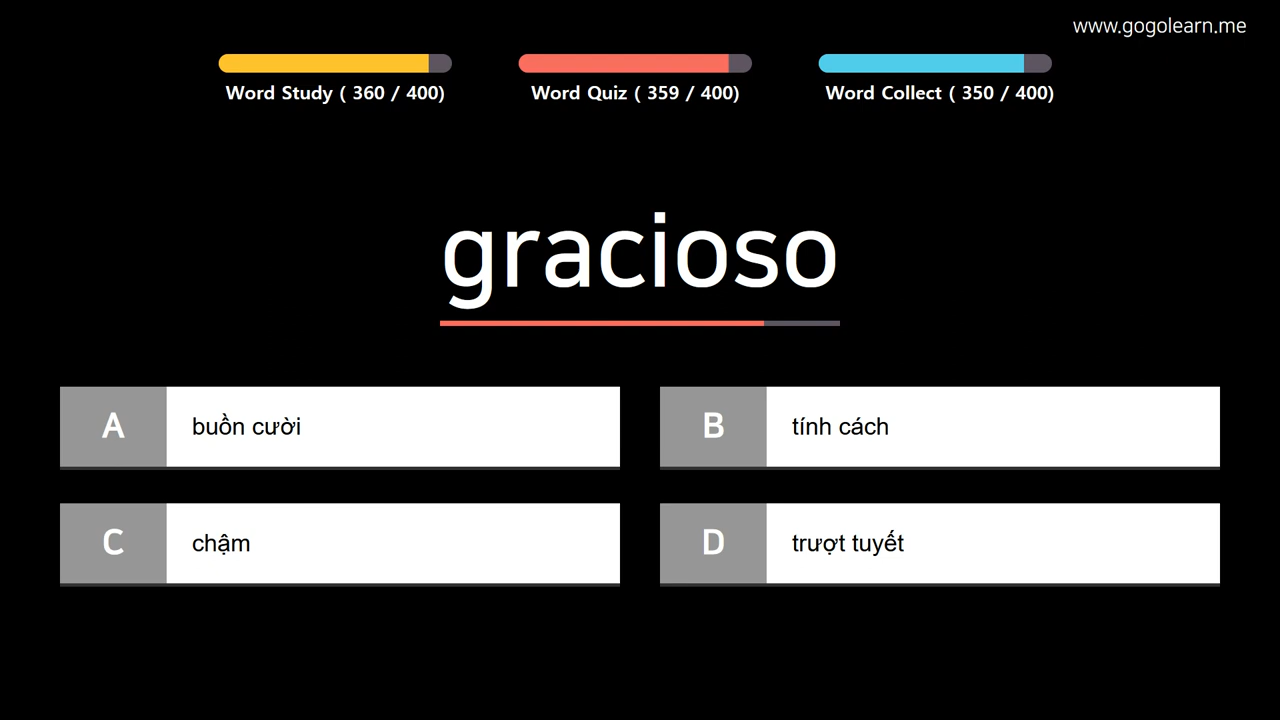 www.gogolearn.me
Word Study ( 360 / 400)
Word Quiz ( 359 / 400)
Word Collect ( 350 / 400)
gracioso
A buồn cười
B tính cách
C chậm
D trượt tuyết